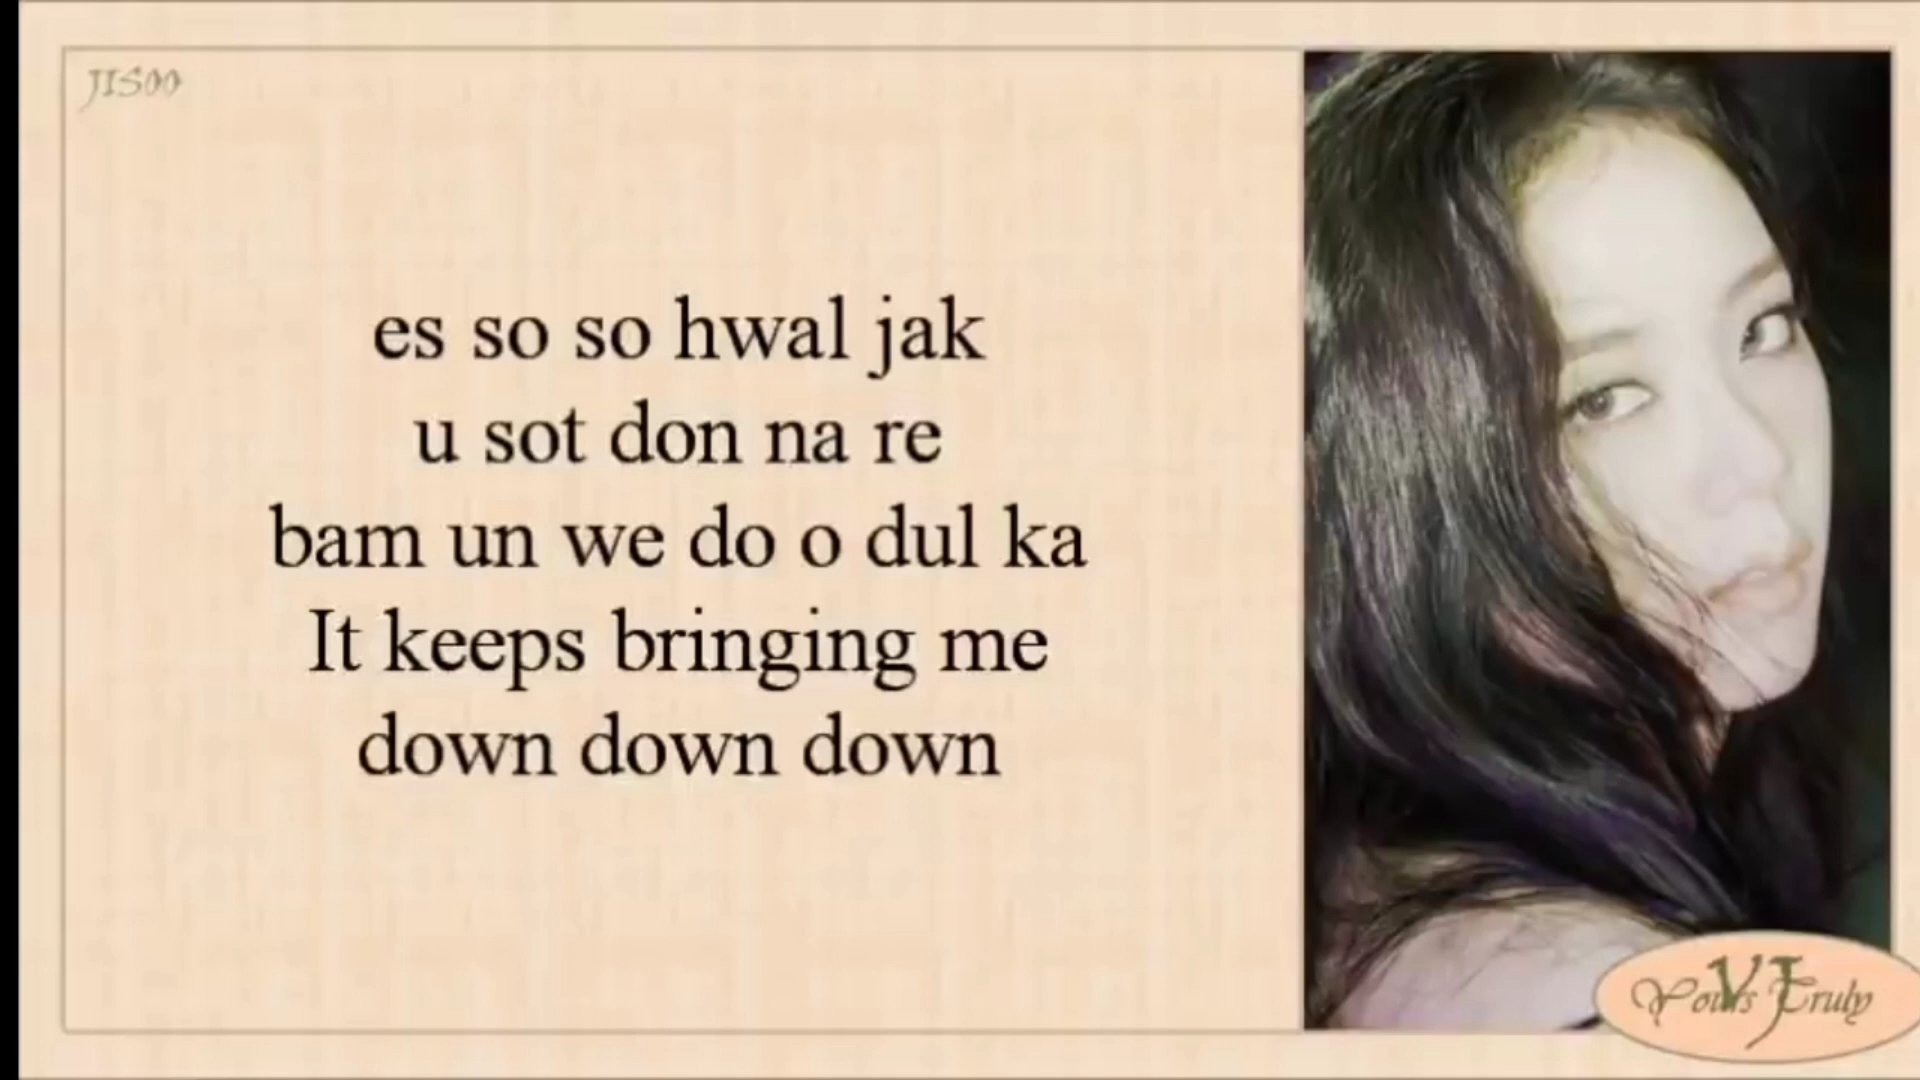 JISOO
es so so hwal jak
u sot don na re
bam un we do o dul ka
It keeps bringing me
down down down
Yours Truly
VJ